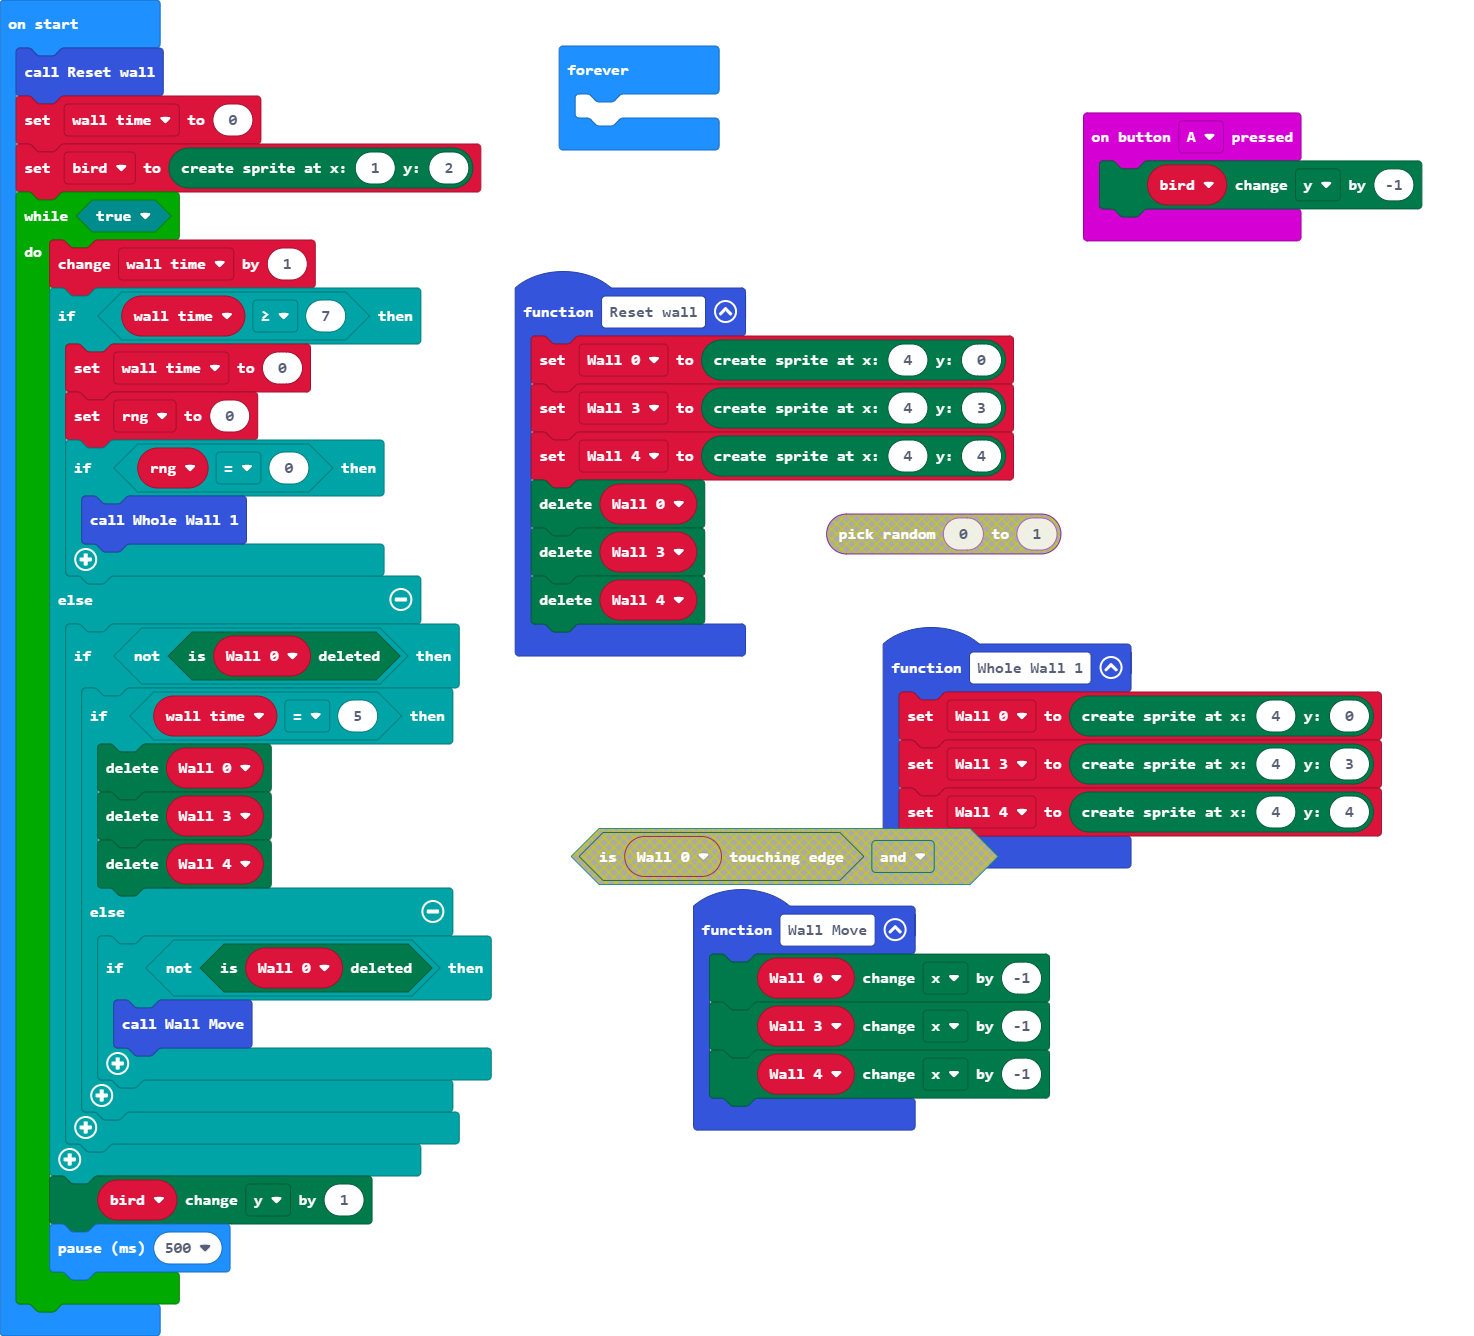 on start
call Reset wall
set wall time to 0
set bird to create sprite at x: 1 y: 2
while true
do
change wall time by 1
if wall time ≥ 7 then
set wall time to 0
set rng to 0
if rng = 0 then
call Whole Wall 1
else
if not is Wall 0 deleted then
if wall time = 5 then
delete Wall 0
delete Wall 3
delete Wall 4
else
if not is Wall 0 deleted then
call Wall Move
bird change y by 1
pause (ms) 500
forever
on button A pressed
bird change y by -1
function Reset wall
set Wall 0 to create sprite at x: 4 y: 0
set Wall 3 to create sprite at x: 4 y: 3
set Wall 4 to create sprite at x: 4 y: 4
delete Wall 0
delete Wall 3
delete Wall 4
pick random 0 to 1
function Whole Wall 1
set Wall 0 to create sprite at x: 4 y: 0
set Wall 3 to create sprite at x: 4 y: 3
set Wall 4 to create sprite at x: 4 y: 4
is Wall 0 touching edge and
function Wall Move
Wall 0 change x by -1
Wall 3 change x by -1
Wall 4 change x by -1